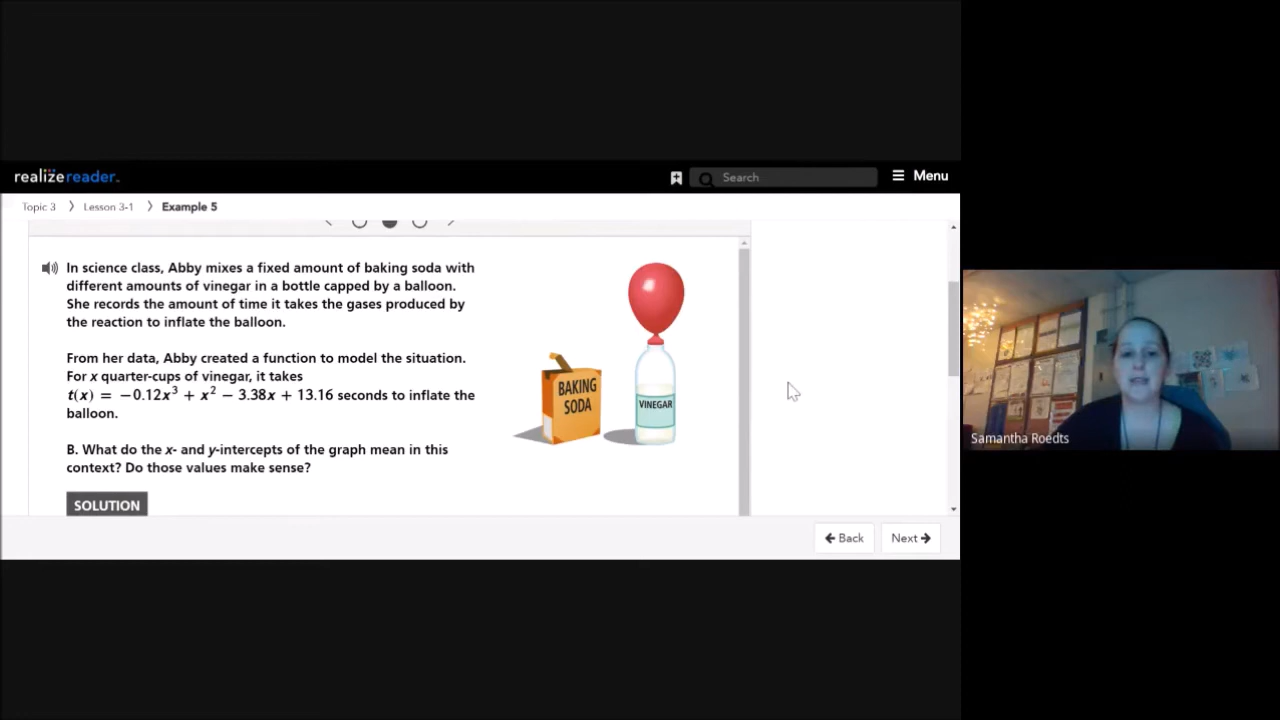 realizereader.
Search
Menu
Topic 3 > Lesson 3-1 > Example 5
In science class, Abby mixes a fixed amount of baking soda with
different amounts of vinegar in a bottle capped by a balloon.
She records the amount of time it takes the gases produced by
the reaction to inflate the balloon.
From her data, Abby created a function to model the situation.
For x quarter-cups of vinegar, it takes
t(x) = −0.12x³ + x² − 3.38x + 13.16 seconds to inflate the
balloon.
B. What do the x- and y-intercepts of the graph mean in this
context? Do those values make sense?
SOLUTION
BAKING
SODA
VINEGAR
Back
Next
Samantha Roedts